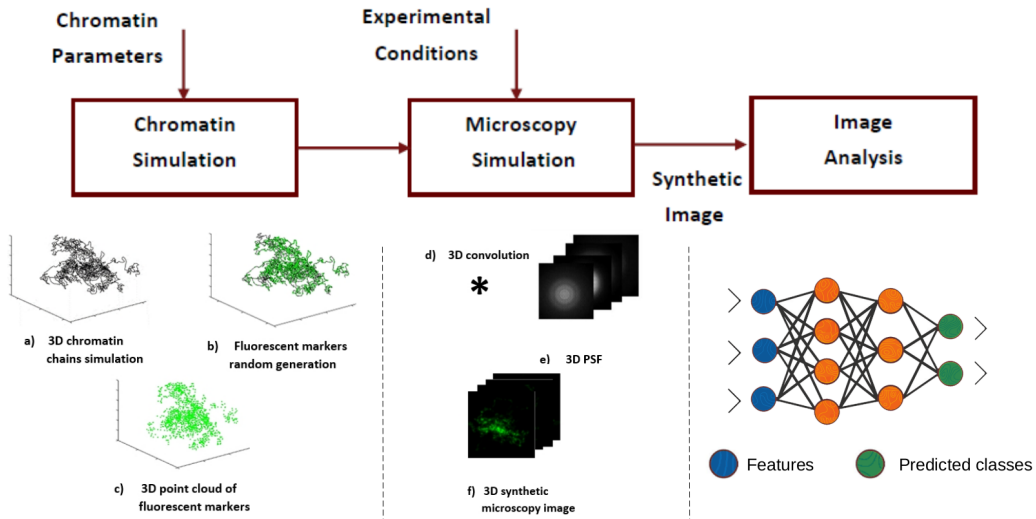 Chromatin
Parameters
Experimental
Conditions
Chromatin
Simulation
Microscopy
Simulation
Image
Analysis
Synthetic
Image
a) 3D chromatin
chains simulation
b) Fluorescent markers
random generation
c) 3D point cloud of
fluorescent markers
d) 3D convolution
*
e) 3D PSF
f) 3D synthetic
microscopy image
Features
Predicted classes